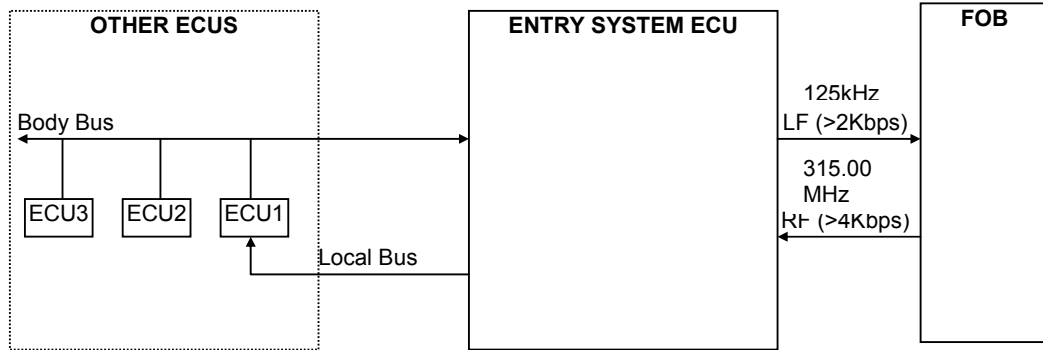 OTHER ECUS
ENTRY SYSTEM ECU
FOB
Body Bus
ECU3
ECU2
ECU1
Local Bus
125kHz
LF (>2Kbps)
315.00
MHz
RF (>4Kbps)